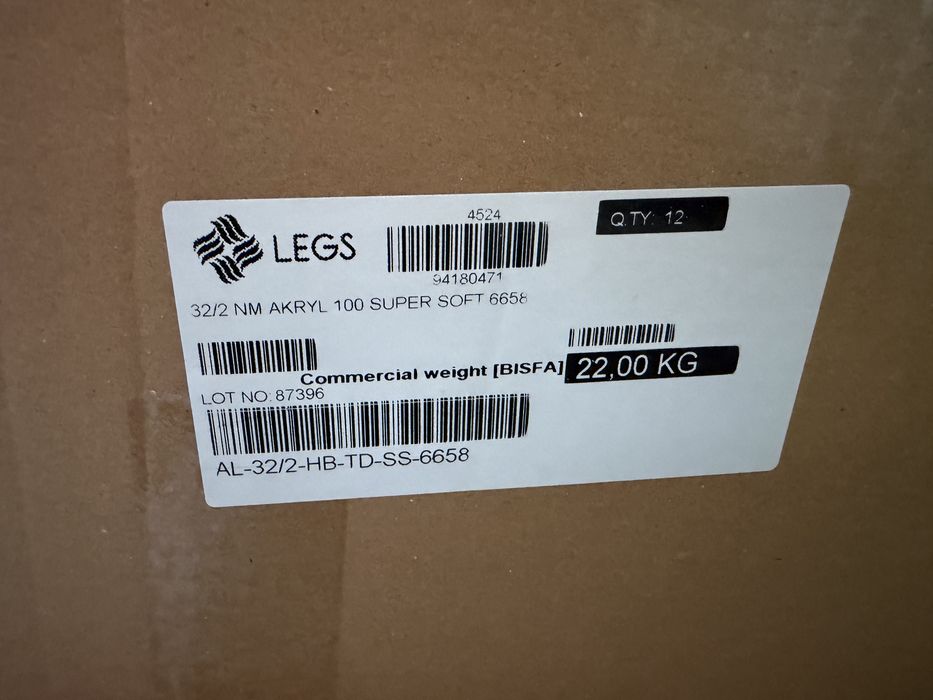 LEGS
4524
94180471
Q.TY: 12
32/2 NM AKRYL 100 SUPER SOFT 6658
Commercial weight [BISFA] 22,00 KG
LOT NO: 87396
AL-32/2-HB-TD-SS-6658